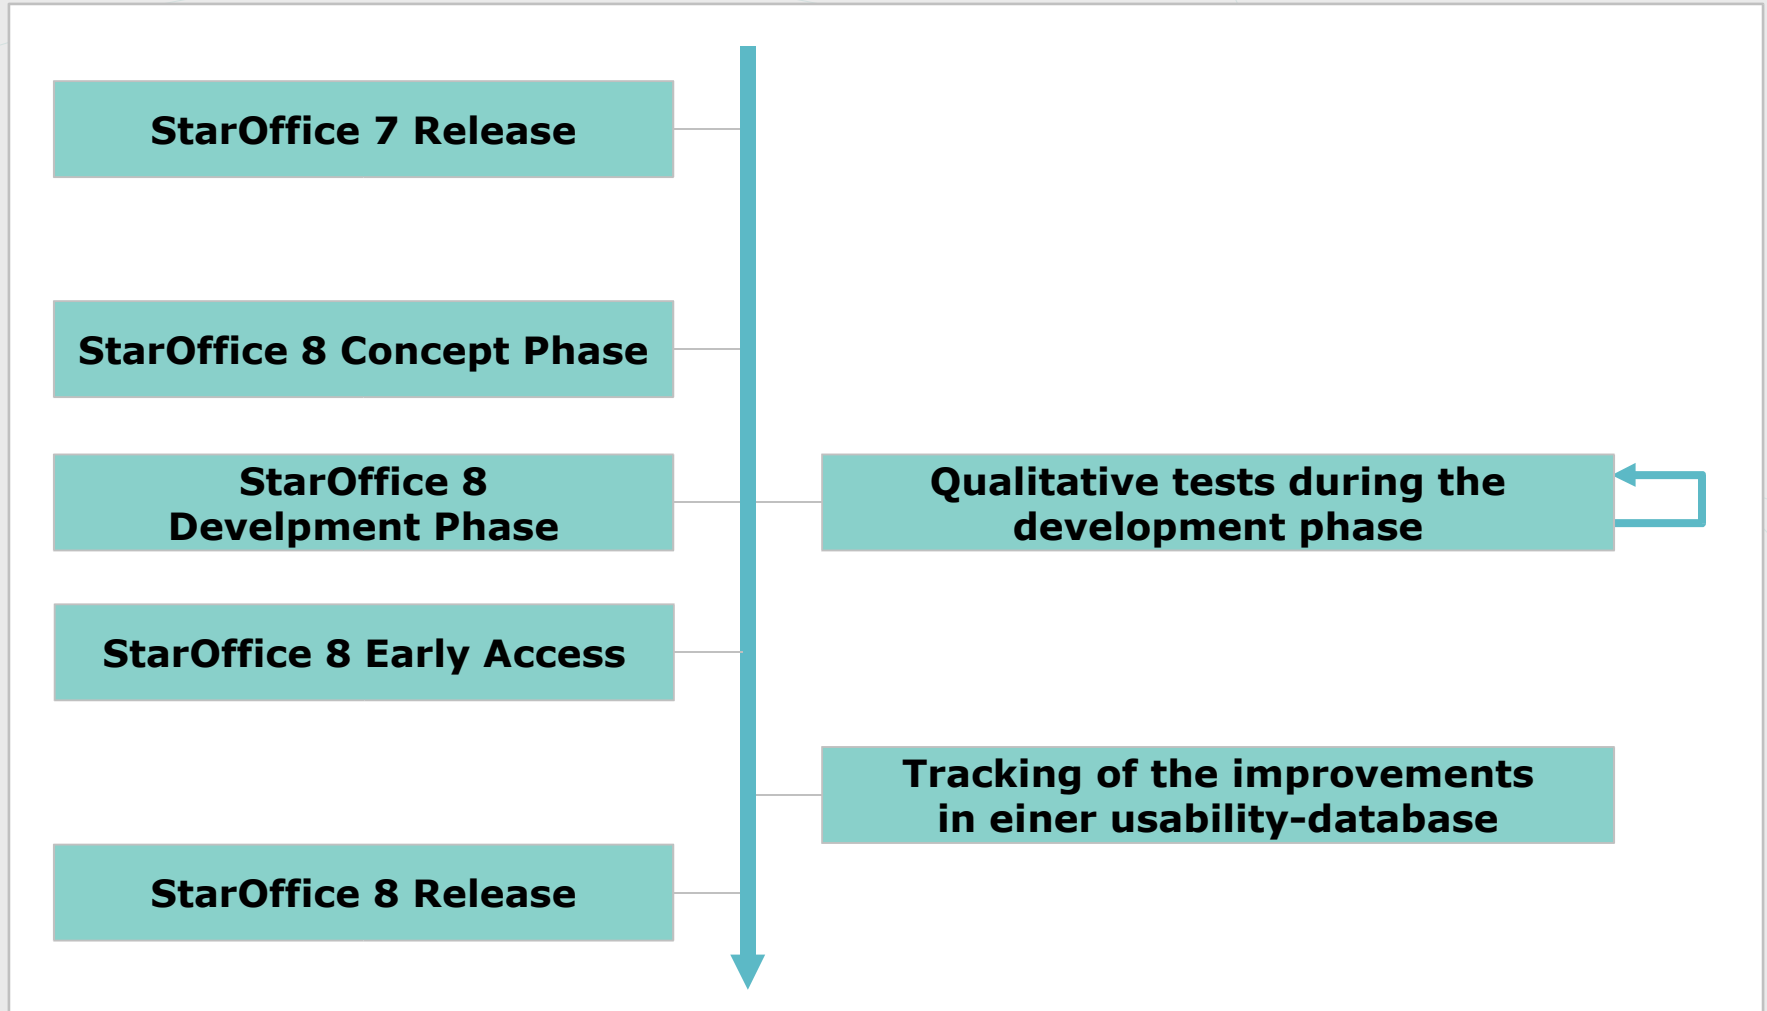 StarOffice 7 Release
StarOffice 8 Concept Phase
StarOffice 8
Develpment Phase
Qualitative tests during the
development phase
StarOffice 8 Early Access
Tracking of the improvements
in einer usability-database
StarOffice 8 Release